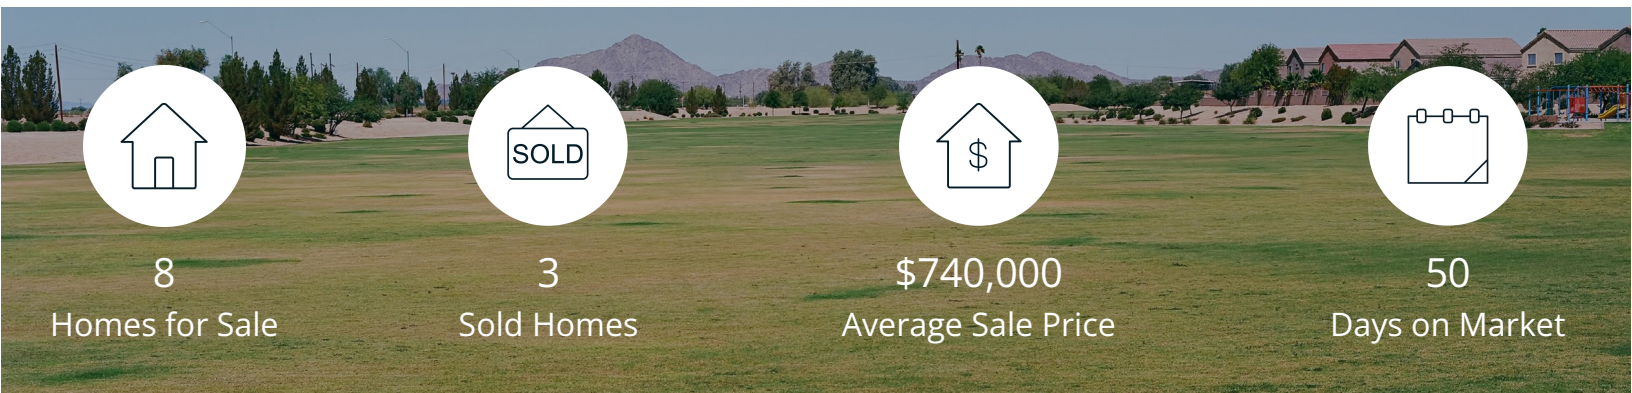 8
Homes for Sale
SOLD
3
Sold Homes
$
$740,000
Average Sale Price
50
Days on Market